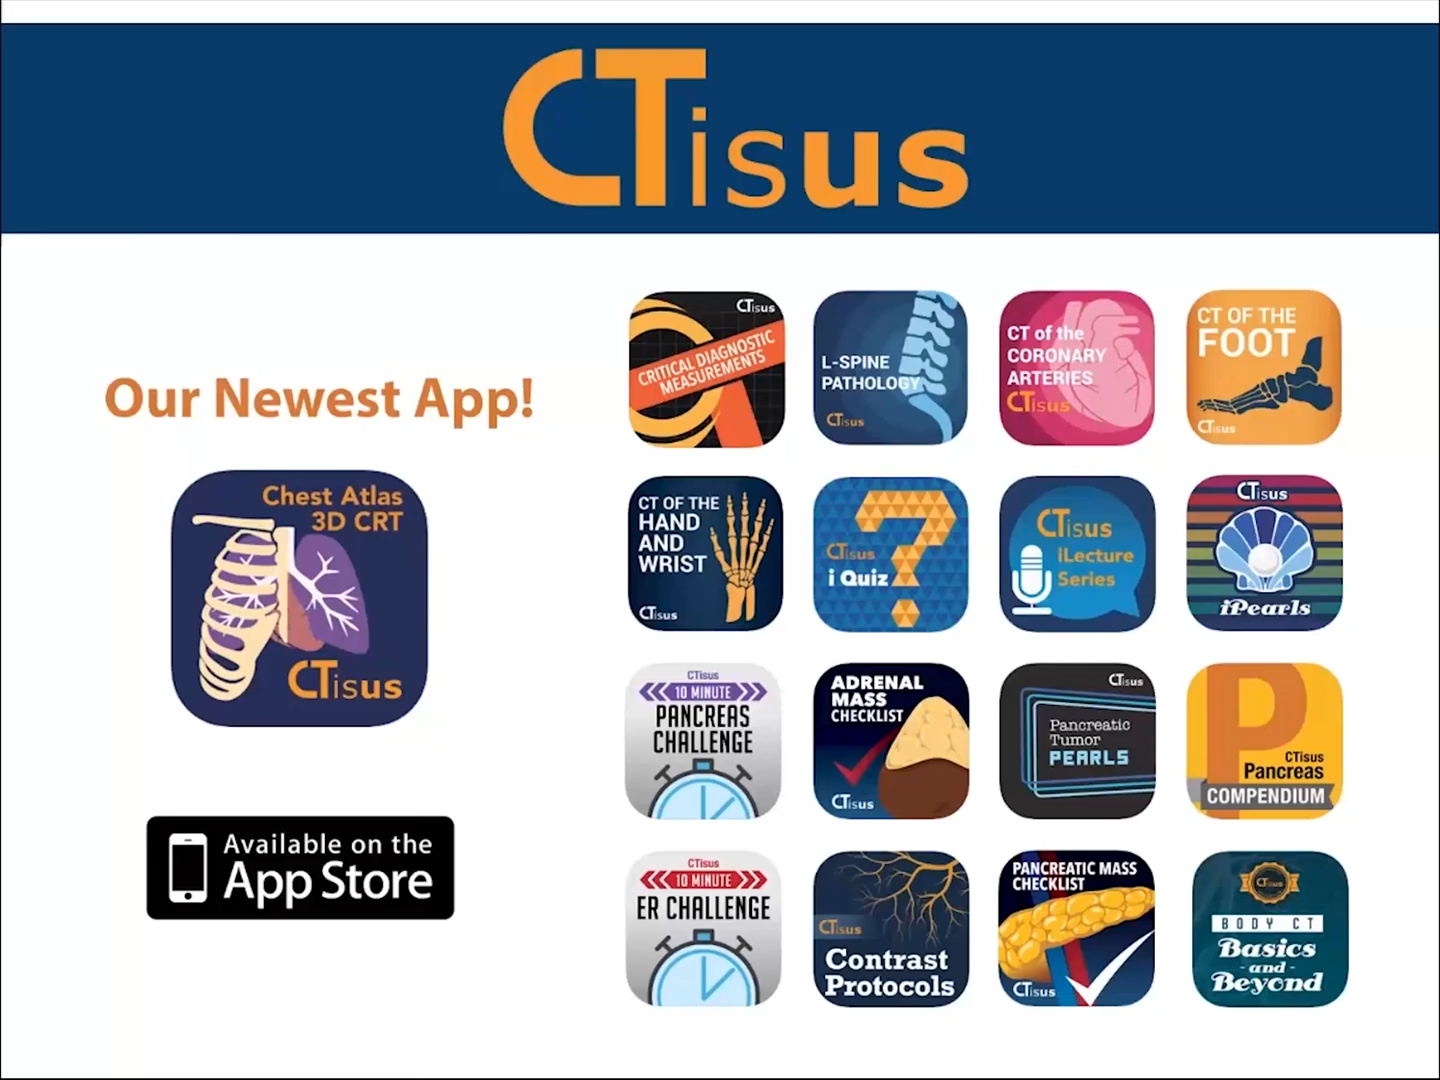 CTisus
Our Newest App!
Chest Atlas
3D CRT
CTisus
Available on the
App Store
CTisus
CRITICAL DIAGNOSTIC
MEASUREMENTS
L-SPINE
PATHOLOGY
CTisus
CT of the
CORONARY
ARTERIES
CTisus
CT OF THE
FOOT
CTisus
CT OF THE
HAND
AND
WRIST
CTisus
CTisus
i Quiz
CTisus
iLecture
Series
CTisus
iPearls
CTisus
10 MINUTE
PANCREAS
CHALLENGE
ADRENAL
MASS
CHECKLIST
CTisus
CTisus
Pancreatic
Tumor
PEARLS
P
CTisus
Pancreas
COMPENDIUM
CTisus
10 MINUTE
ER CHALLENGE
CTisus
Contrast
Protocols
PANCREATIC MASS
CHECKLIST
CTisus
CTisus
BODY CT
Basics
- and -
Beyond